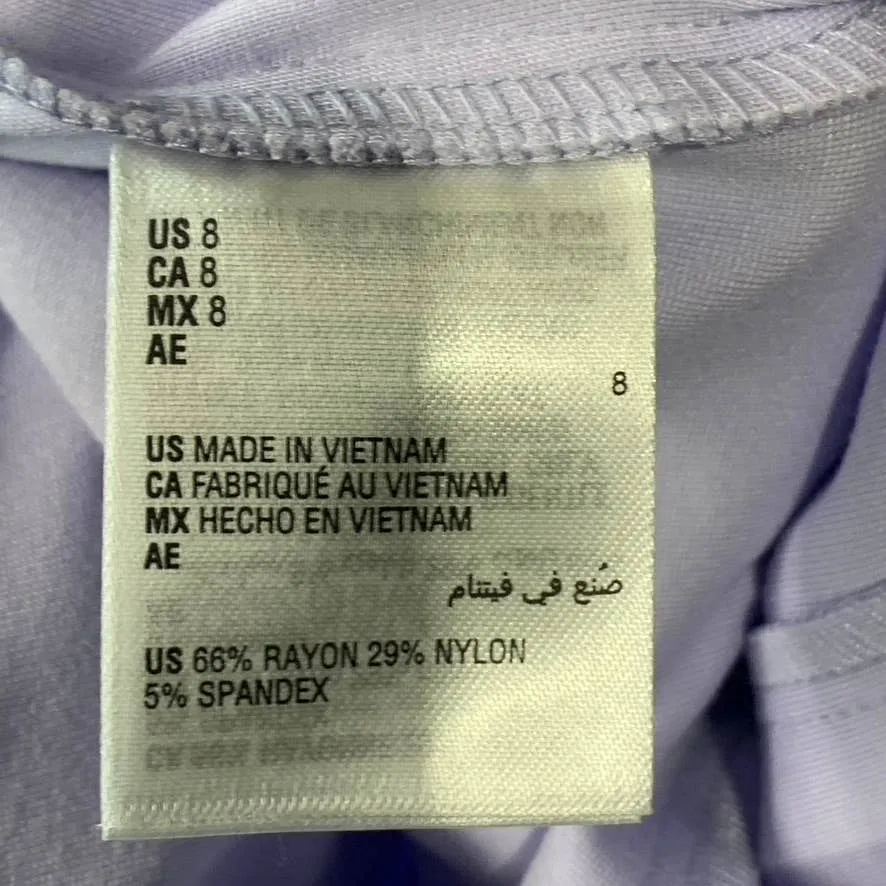 US 8
CA 8
MX 8
AE
8
US MADE IN VIETNAM
CA FABRIQUÉ AU VIETNAM
MX HECHO EN VIETNAM
AE
صُنع في فيتنام
US 66% RAYON 29% NYLON
5% SPANDEX